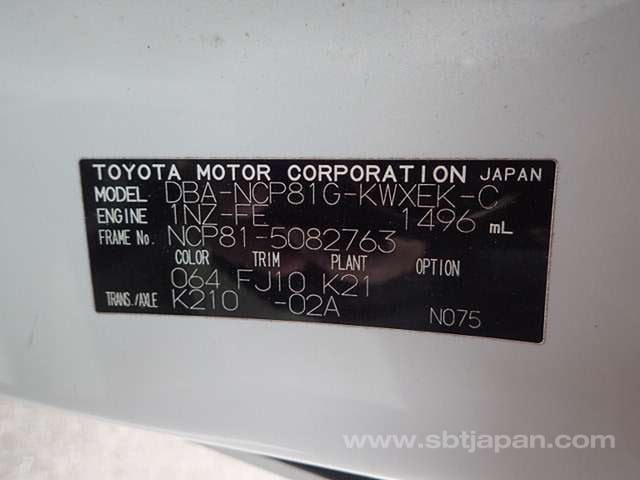 TOYOTA MOTOR CORPORATION JAPAN
MODEL DBA-NCP81G-KWXEK-C
ENGINE 1NZ-FE 1496 mL
FRAME No. NCP81-5082763
COLOR TRIM PLANT OPTION
064 FJ10 K21
TRANS./AXLE K210 -02A N075
www.sbtjapan.com